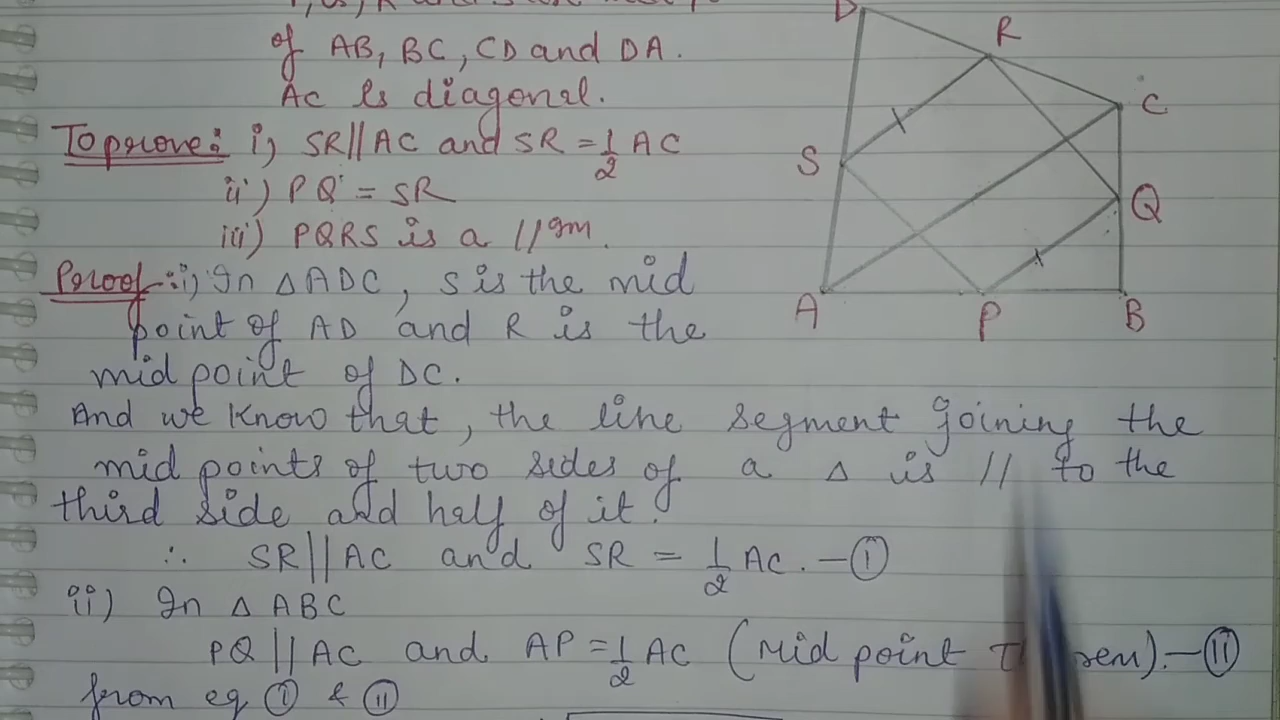 of AB, BC, CD and DA.
AC is diagonal.
To prove: i) SR || AC and SR = 1/2 AC
ii) PQ = SR
iii) PQRS is a //gm.
Proof :- i) In △ADC, S is the mid
point of AD and R is the
mid point of DC.
And we know that, the line segment joining the
mid points of two sides of a △ is // to the
third side and half of it.
∴ SR || AC and SR = 1/2 AC. — (I)
ii) In △ ABC
PQ || AC and AP = 1/2 AC (Mid point). — (II)
from eq (I) & (II)
D
R
C
S
Q
A
P
B